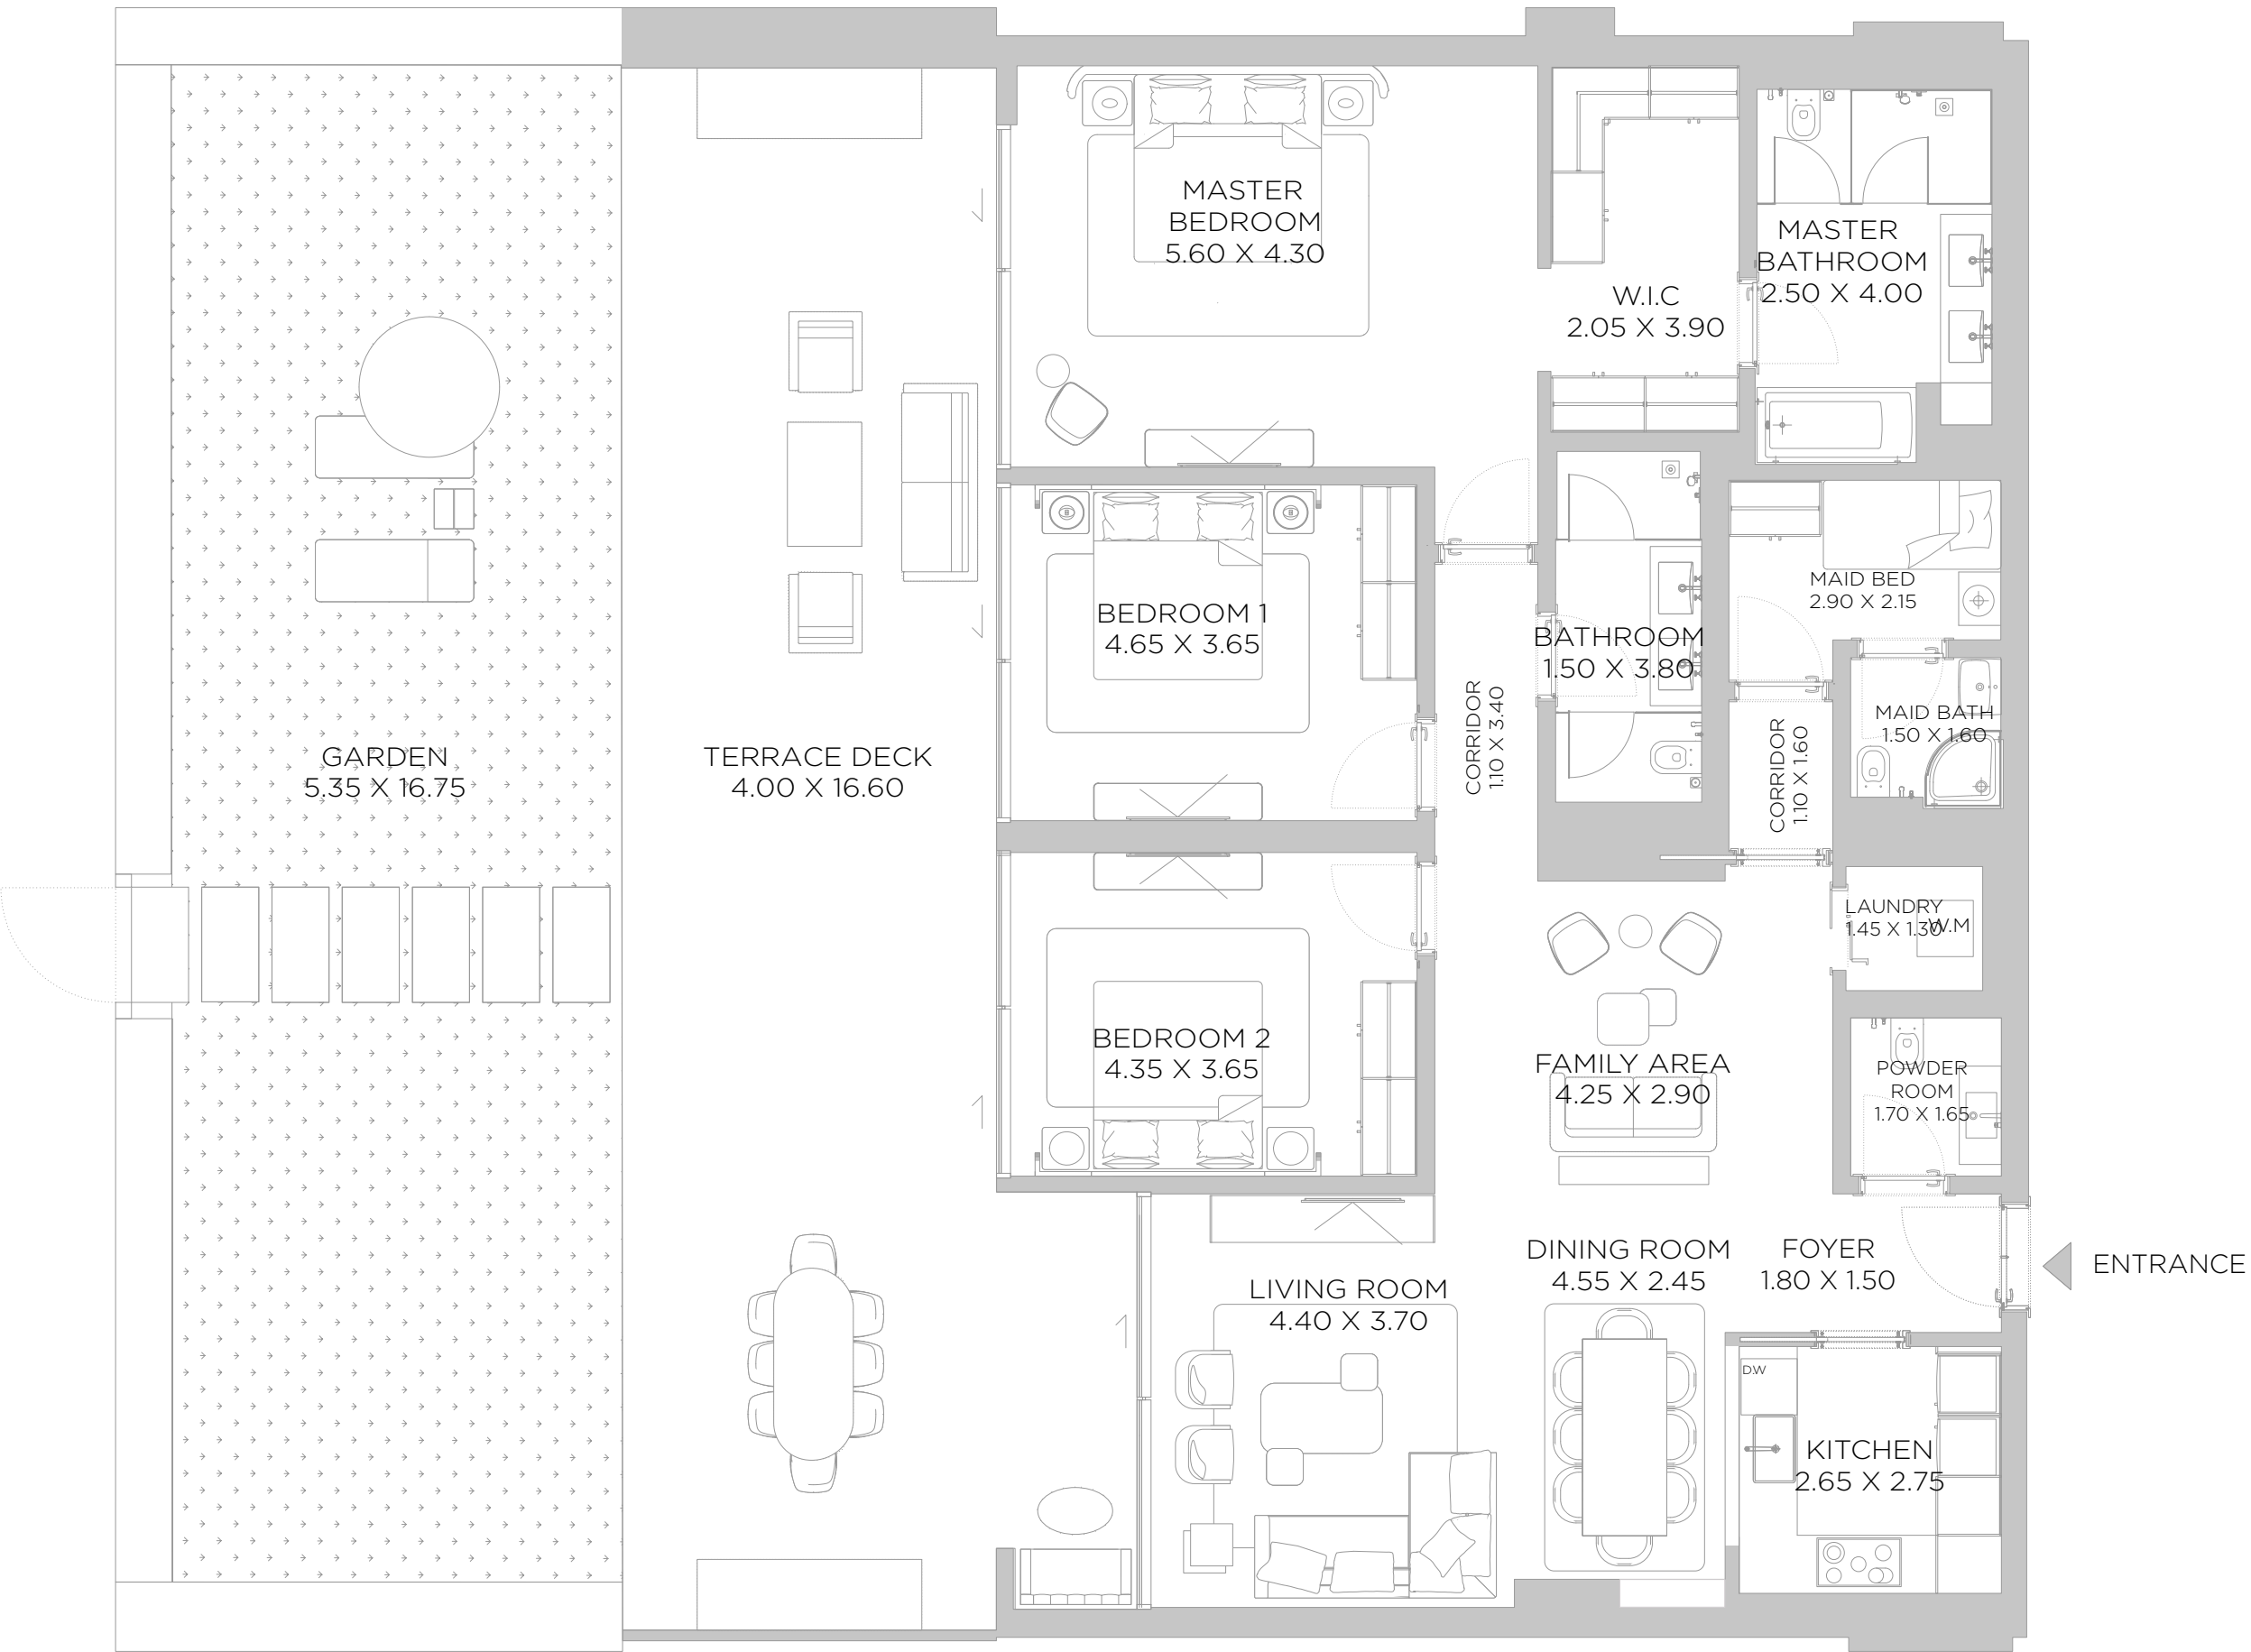 MASTER
BEDROOM
5.60 X 4.30
W.I.C
2.05 X 3.90
MASTER
BATHROOM
2.50 X 4.00
BEDROOM 1
4.65 X 3.65
CORRIDOR
1.10 X 3.40
BATHROOM
1.50 X 3.80
MAID BED
2.90 X 2.15
MAID BATH
1.50 X 1.60
CORRIDOR
1.10 X 1.60
GARDEN
5.35 X 16.75
TERRACE DECK
4.00 X 16.60
LAUNDRY
1.45 X 1.30
W.M
BEDROOM 2
4.35 X 3.65
FAMILY AREA
4.25 X 2.90
POWDER
ROOM
1.70 X 1.65
LIVING ROOM
4.40 X 3.70
DINING ROOM
4.55 X 2.45
FOYER
1.80 X 1.50
ENTRANCE
D.W
KITCHEN
2.65 X 2.75